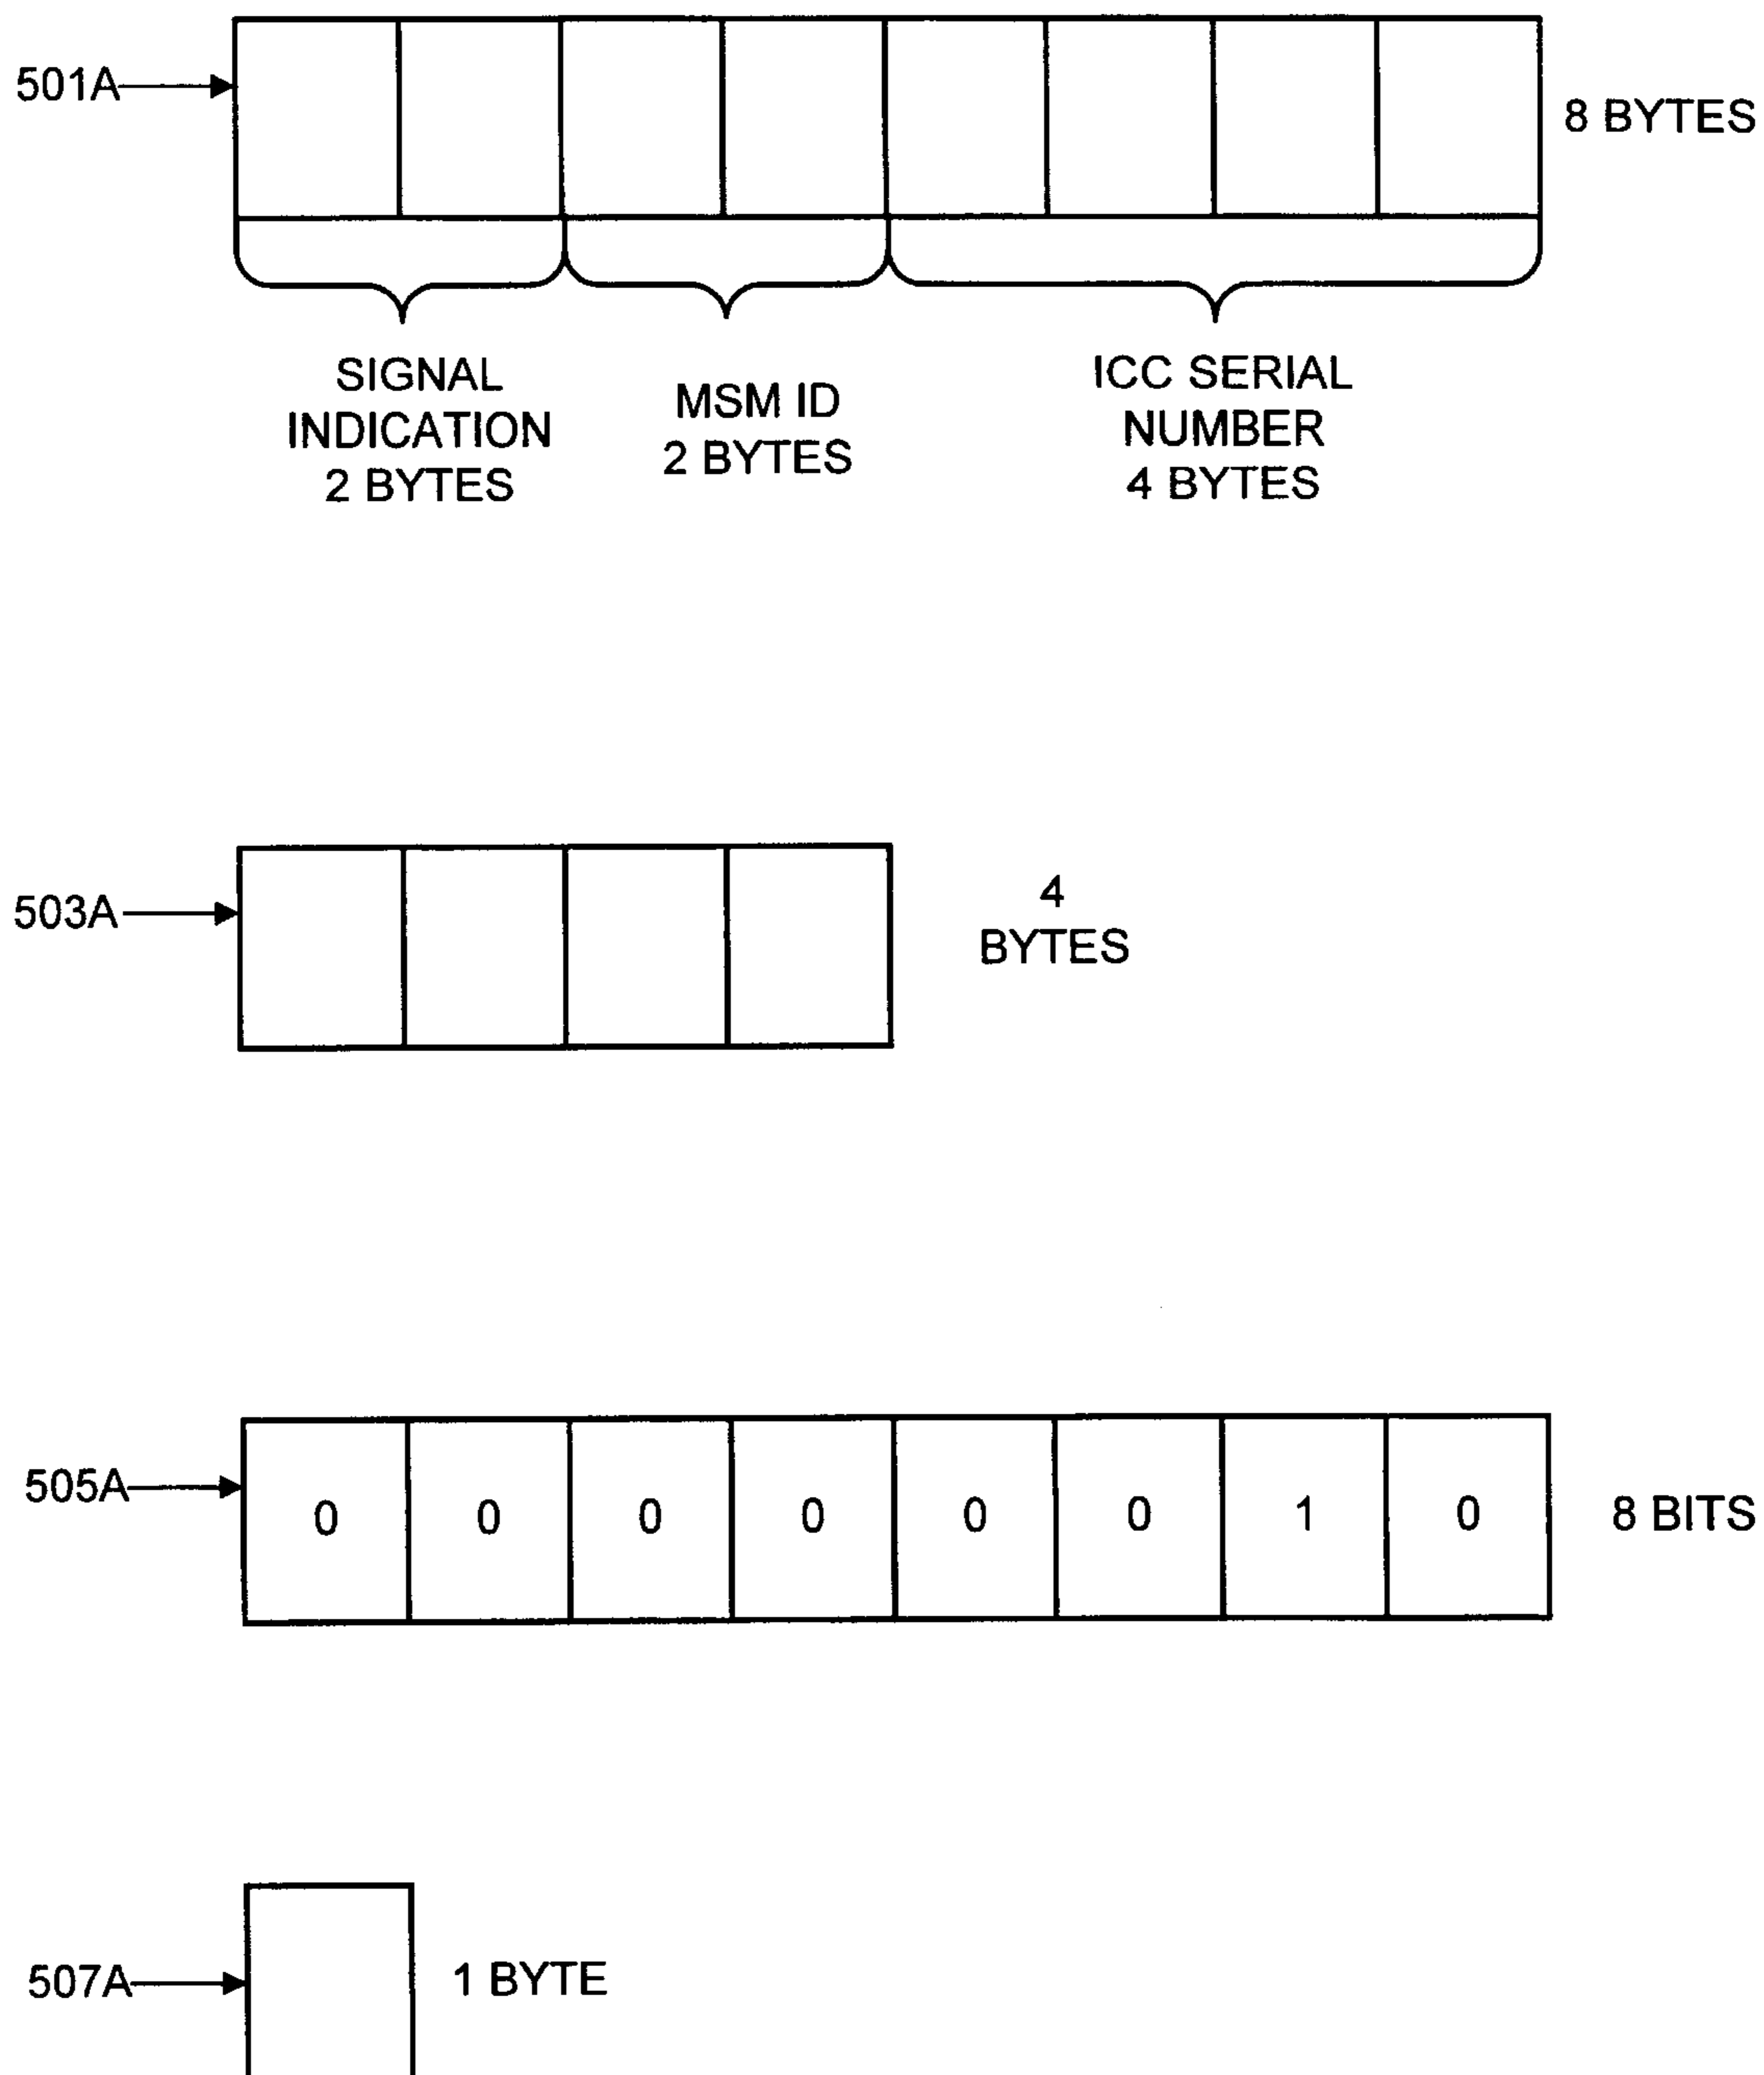 501A
8 BYTES
SIGNAL
INDICATION
2 BYTES
MSM ID
2 BYTES
ICC SERIAL
NUMBER
4 BYTES
503A
4
BYTES
505A
0 0 0 0 0 0 1 0
8 BITS
507A
1 BYTE